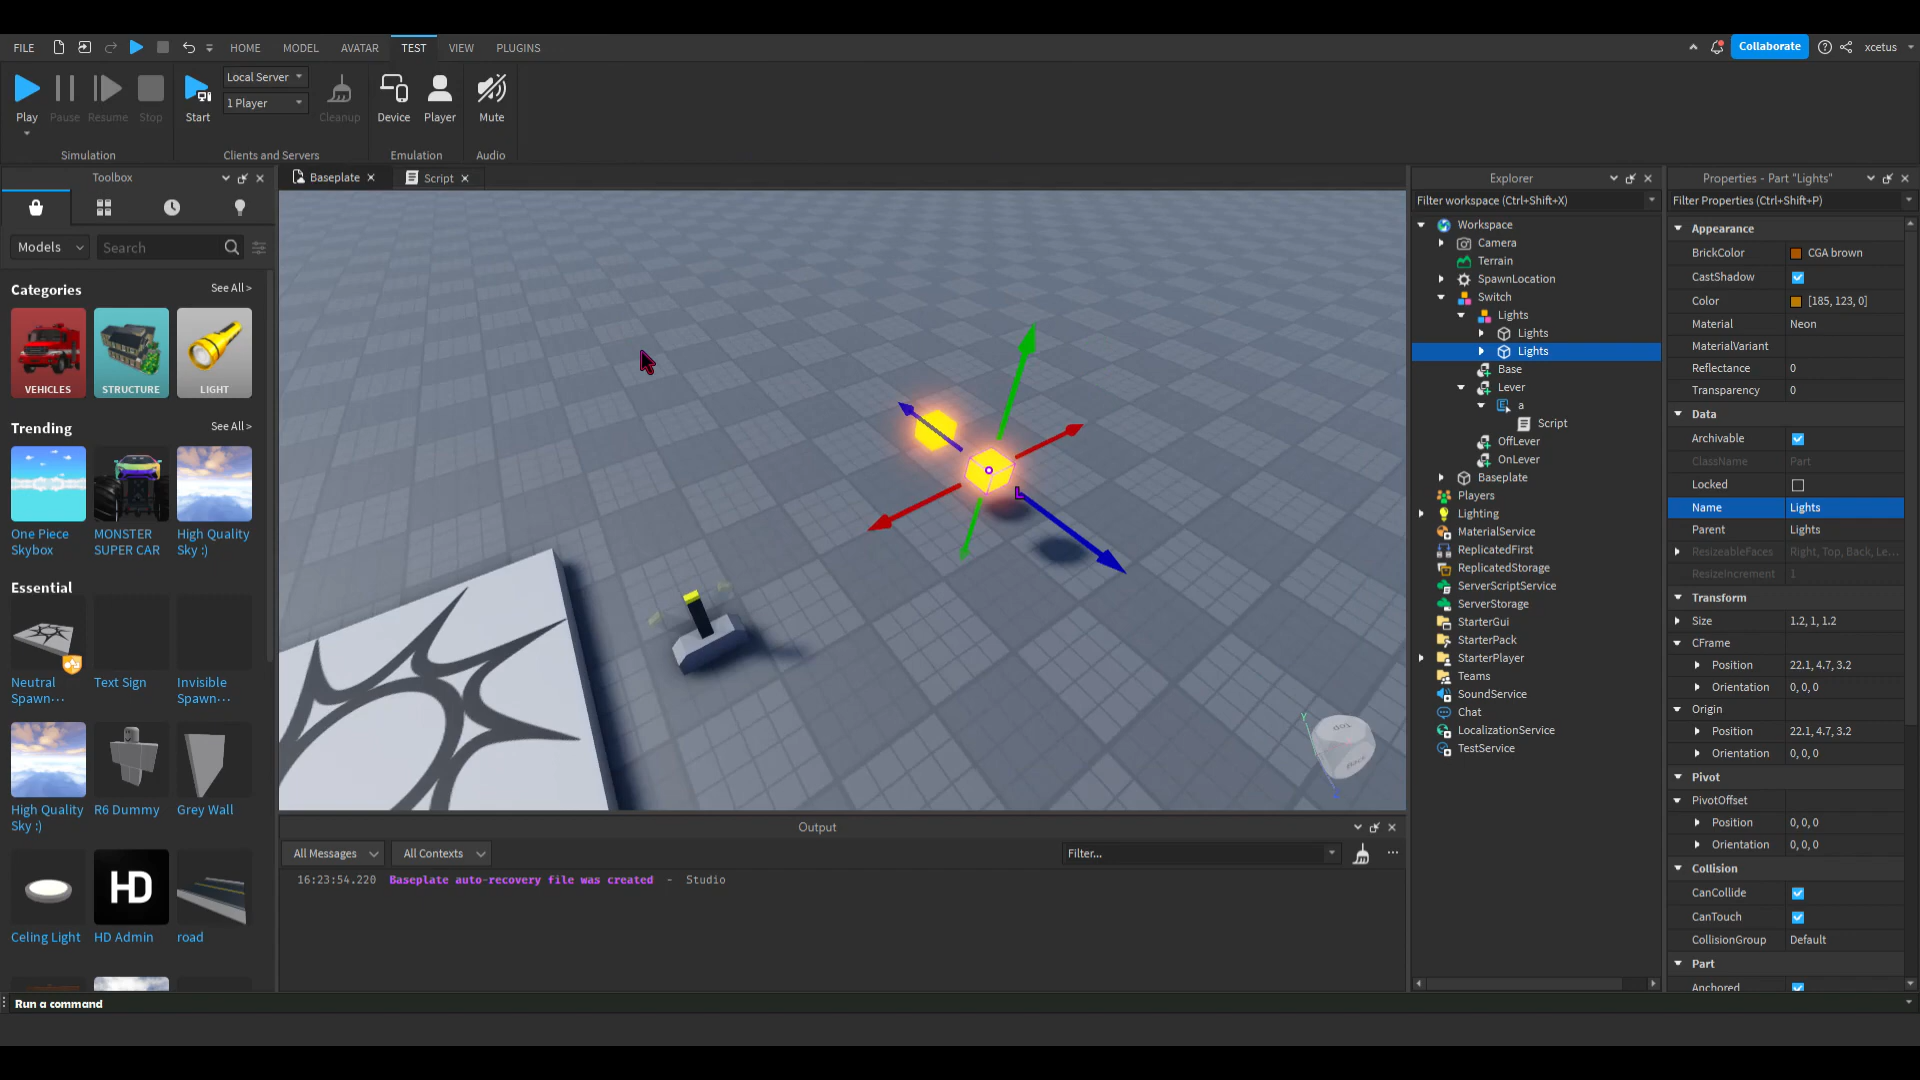 FILE HOME MODEL AVATAR TEST VIEW PLUGINS Collaborate xcetus
Play Pause Resume Stop
Simulation
Start Local Server
1 Player
Cleanup
Clients and Servers
Device Player
Emulation
Mute
Audio
Toolbox
Models Search
Categories See All >
VEHICLES STRUCTURE LIGHT
Trending See All >
One Piece
Skybox
MONSTER
SUPER CAR
High Quality
Sky :)
Essential
Neutral
Spawn···
Text Sign
Invisible
Spawn···
High Quality
Sky :)
R6 Dummy
Grey Wall
HD
Celing Light
HD Admin
road
Baseplate Script
Y
TOP
Back
Output
All Messages All Contexts Filter...
16:23:54.220 Baseplate auto-recovery file was created - Studio
Run a command
Explorer
Filter workspace (Ctrl+Shift+X)
Workspace
Camera
Terrain
SpawnLocation
Switch
Lights
Lights
Lights
Base
Lever
a
Script
OffLever
OnLever
Baseplate
Players
Lighting
MaterialService
ReplicatedFirst
ReplicatedStorage
ServerScriptService
ServerStorage
StarterGui
StarterPack
StarterPlayer
Teams
SoundService
Chat
LocalizationService
TestService
Properties - Part "Lights"
Filter Properties (Ctrl+Shift+P)
Appearance
BrickColor CGA brown
CastShadow
Color [185, 123, 0]
Material Neon
MaterialVariant
Reflectance 0
Transparency 0
Data
Archivable
ClassName Part
Locked
Name Lights
Parent Lights
ResizeableFaces Right, Top, Back, Le...
ResizeIncrement 1
Transform
Size 1.2, 1, 1.2
CFrame
Position 22.1, 4.7, 3.2
Orientation 0, 0, 0
Origin
Position 22.1, 4.7, 3.2
Orientation 0, 0, 0
Pivot
PivotOffset
Position 0, 0, 0
Orientation 0, 0, 0
Collision
CanCollide
CanTouch
CollisionGroup Default
Part
Anchored